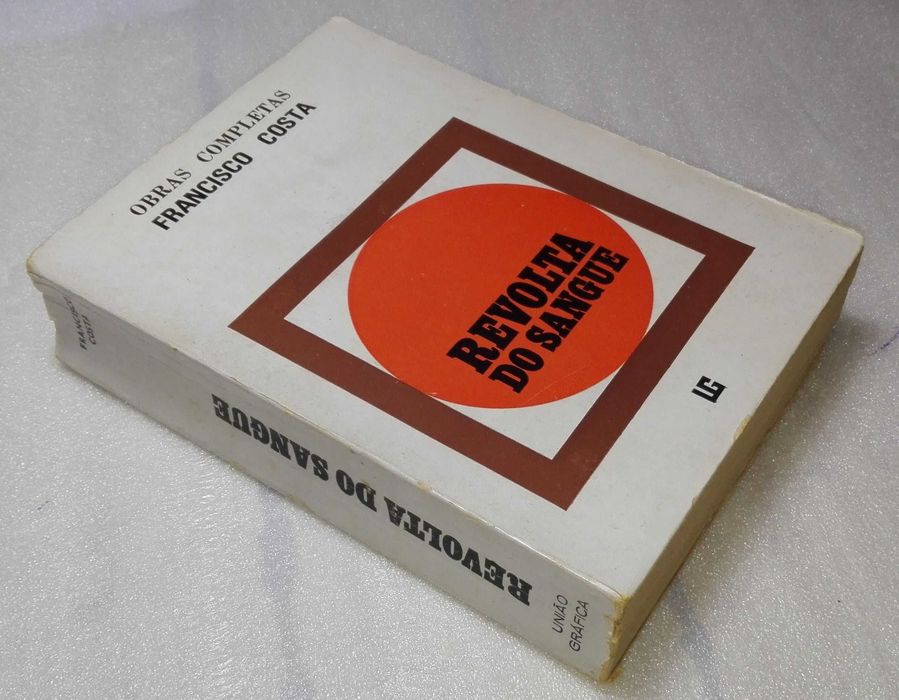 OBRAS COMPLETAS
FRANCISCO COSTA
REVOLTA
DO SANGUE
UG
FRANCISCO
COSTA
REVOLTA DO SANGUE
UNIÃO
GRÁFICA